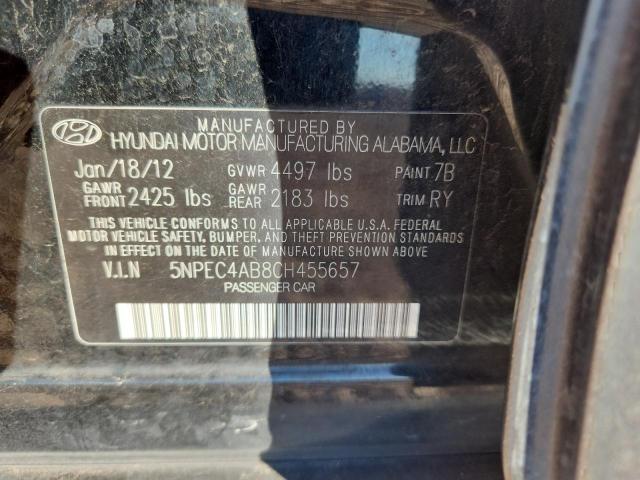 MANUFACTURED BY
HYUNDAI MOTOR MANUFACTURING ALABAMA, LLC
Jan/18/12 GVWR 4497 lbs PAINT 7B
GAWR FRONT 2425 lbs GAWR REAR 2183 lbs TRIM RY
THIS VEHICLE CONFORMS TO ALL APPLICABLE U.S.A. FEDERAL
MOTOR VEHICLE SAFETY, BUMPER, AND THEFT PREVENTION STANDARDS
IN EFFECT ON THE DATE OF MANUFACTURE SHOWN ABOVE
V.I.N 5NPEC4AB8CH455657
PASSENGER CAR